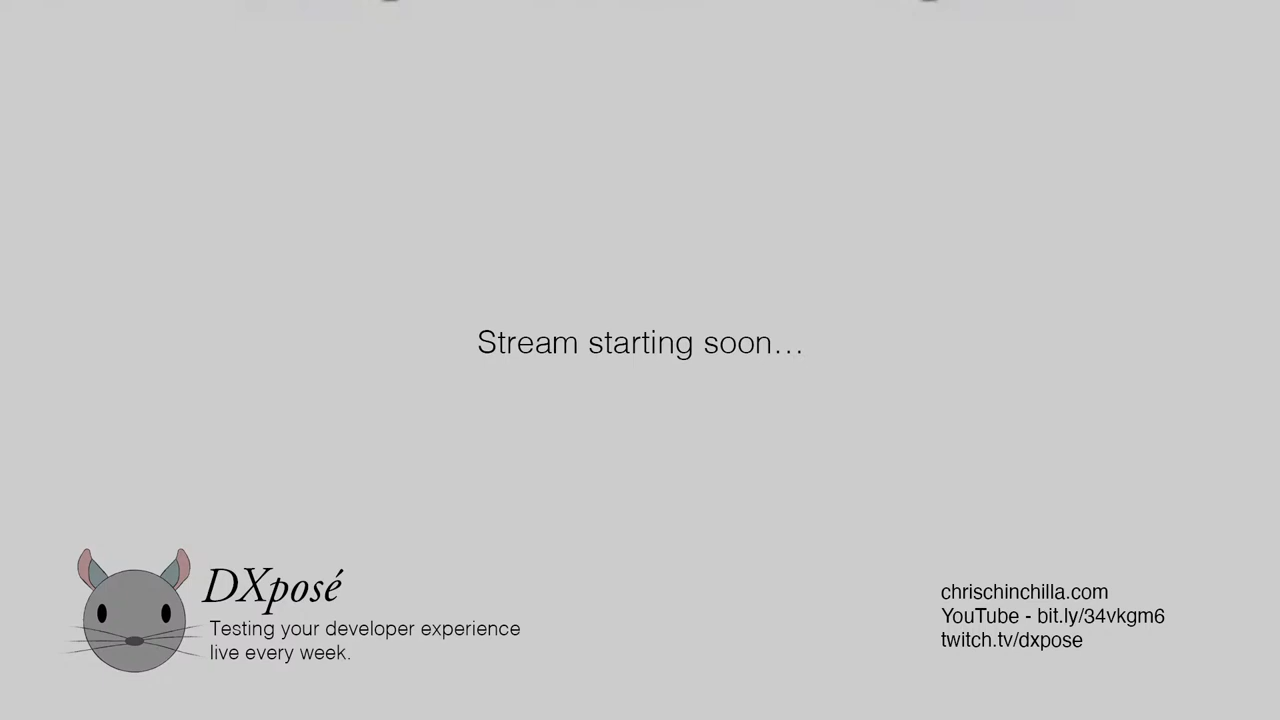 Stream starting soon...
DXposé
Testing your developer experience
live every week.
chrischinchilla.com
YouTube - bit.ly/34vkgm6
twitch.tv/dxpose